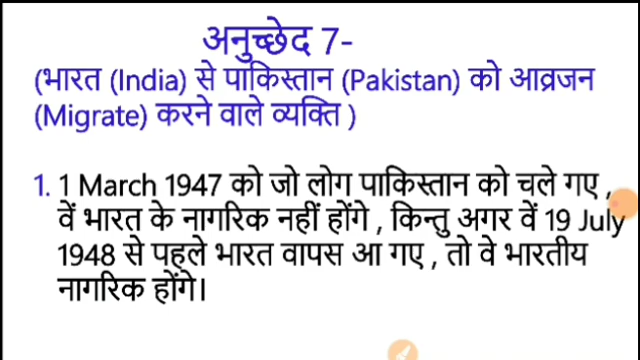 अनुच्छेद 7-
(भारत (India) से पाकिस्तान (Pakistan) को आव्रजन
(Migrate) करने वाले व्यक्ति )
1. 1 March 1947 को जो लोग पाकिस्तान को चले गए ,
वें भारत के नागरिक नहीं होंगे , किन्तु अगर वें 19 July
1948 से पहले भारत वापस आ गए , तो वे भारतीय
नागरिक होंगे।